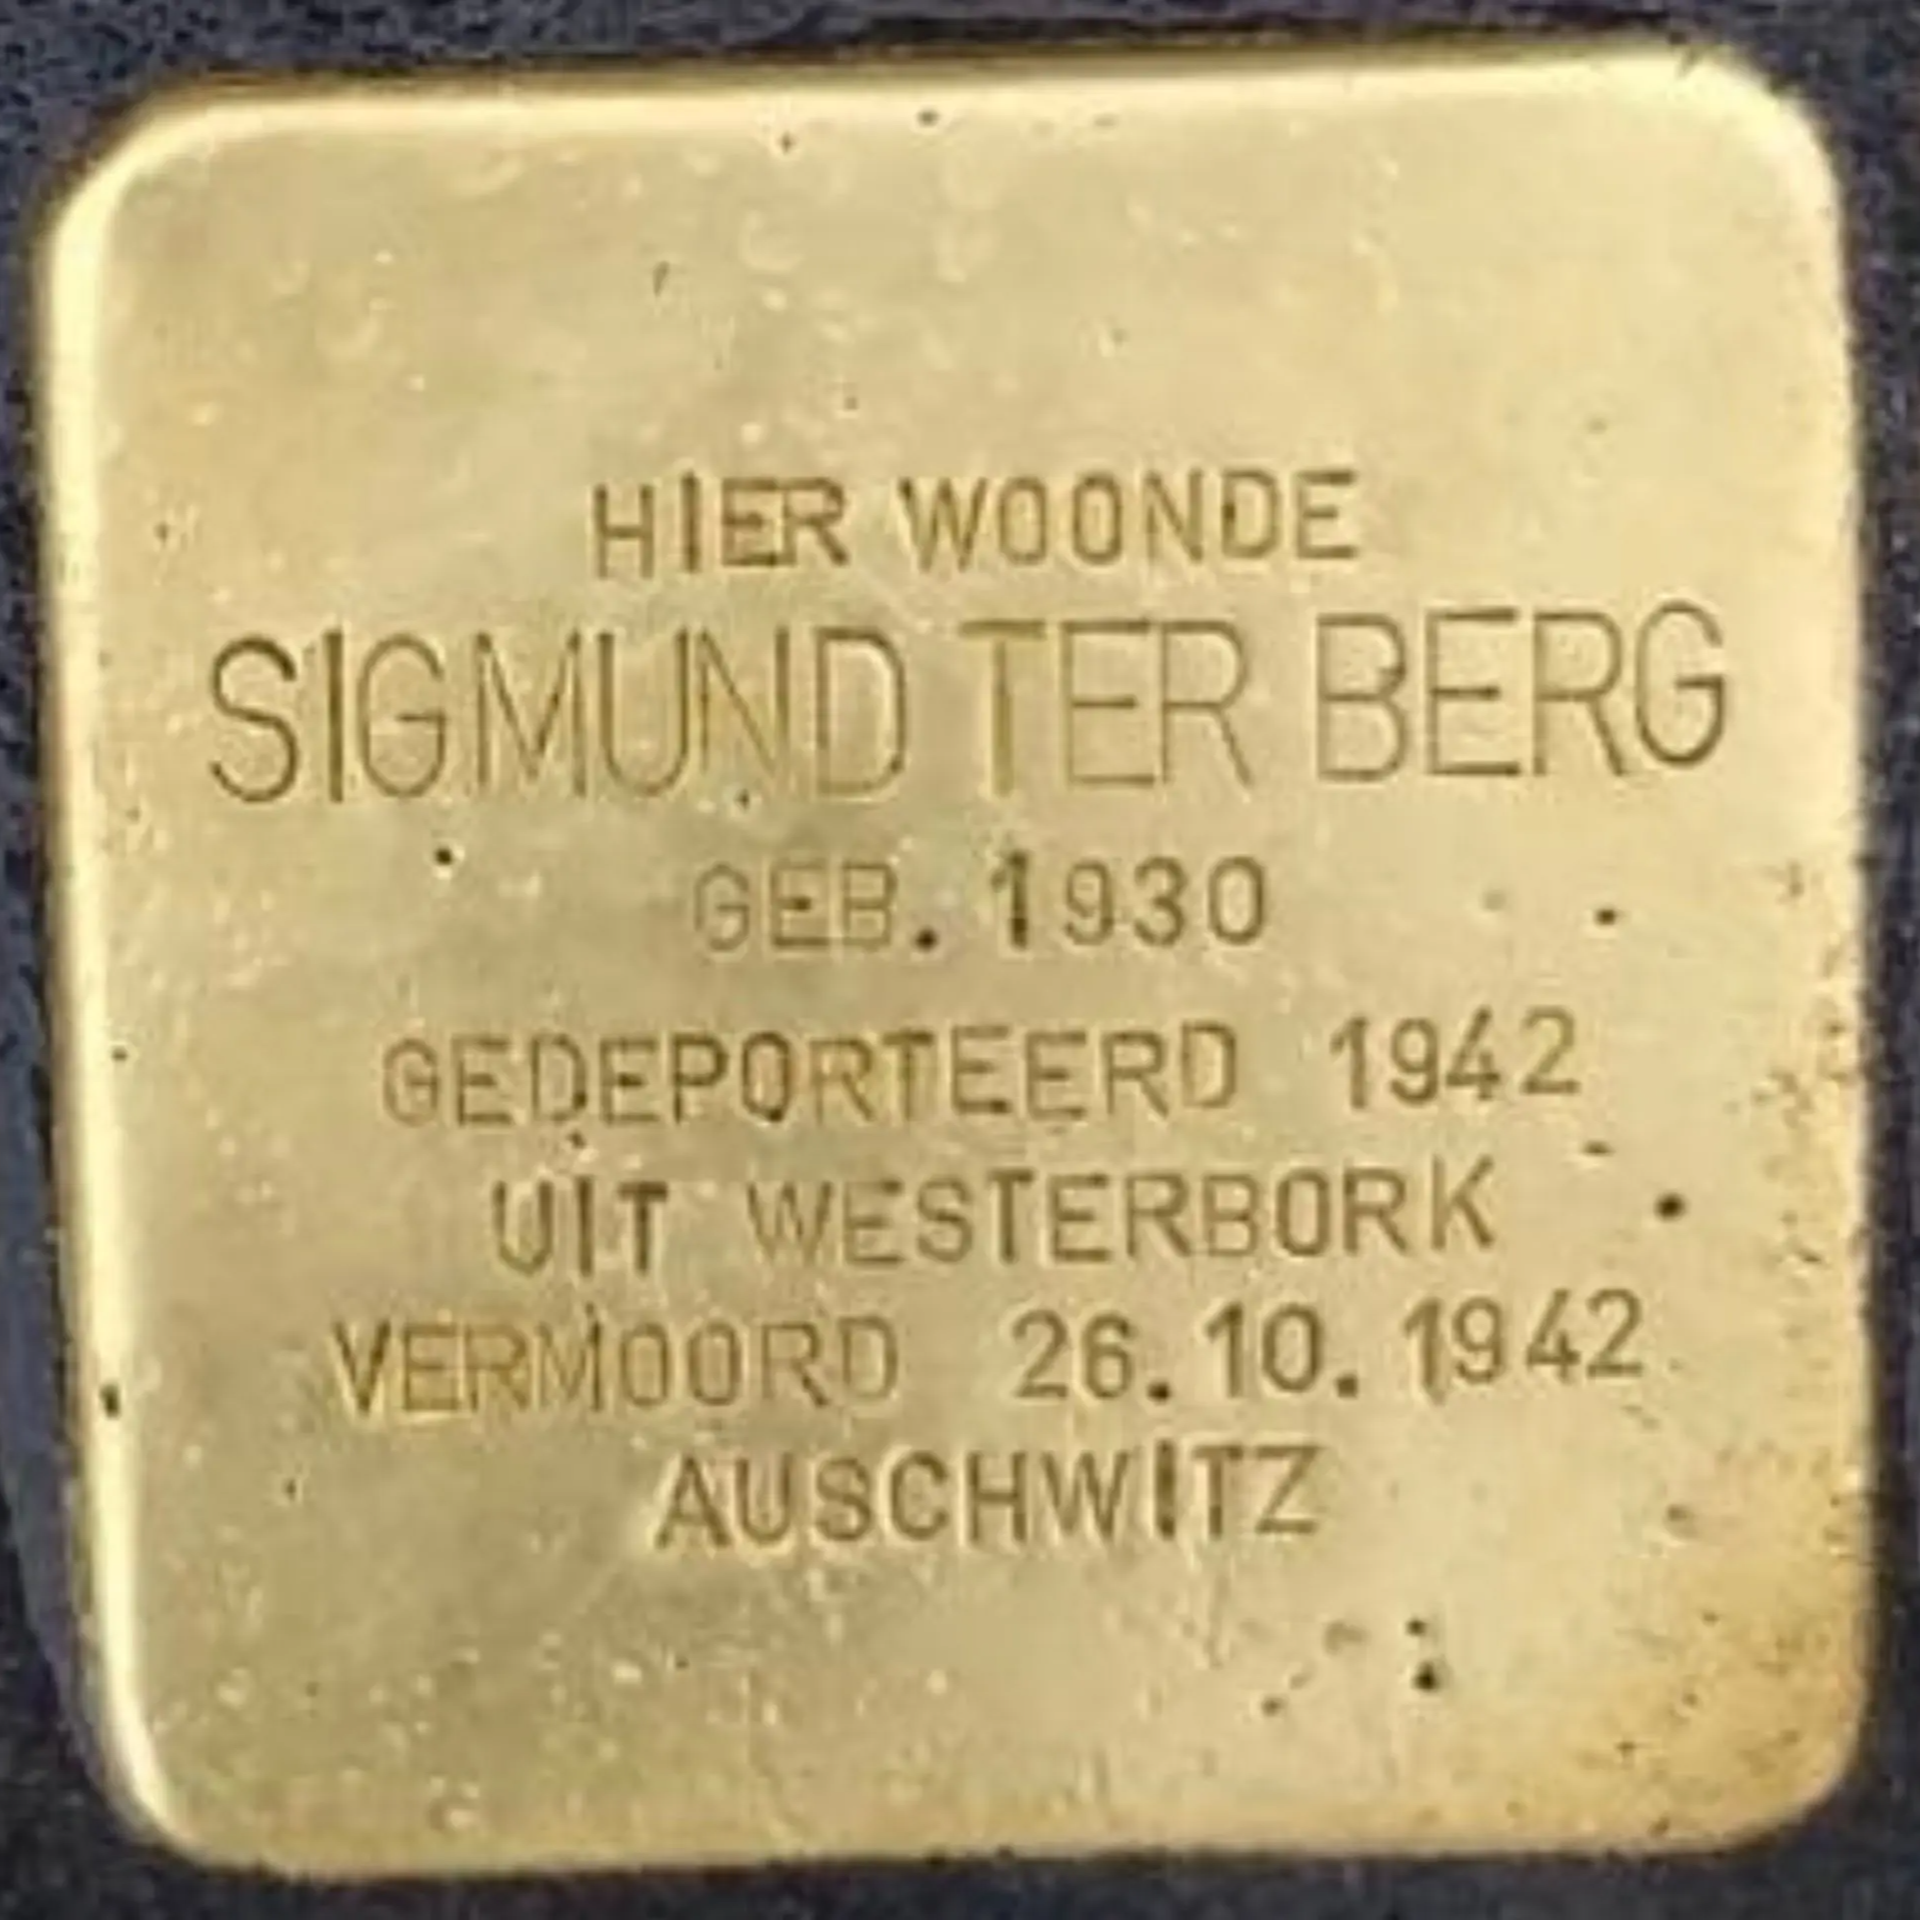 HIER WOONDE
SIGMUND TER BERG
GEB. 1930
GEDEPORTEERD 1942
UIT WESTERBORK
VERMOORD 26.10.1942
AUSCHWITZ